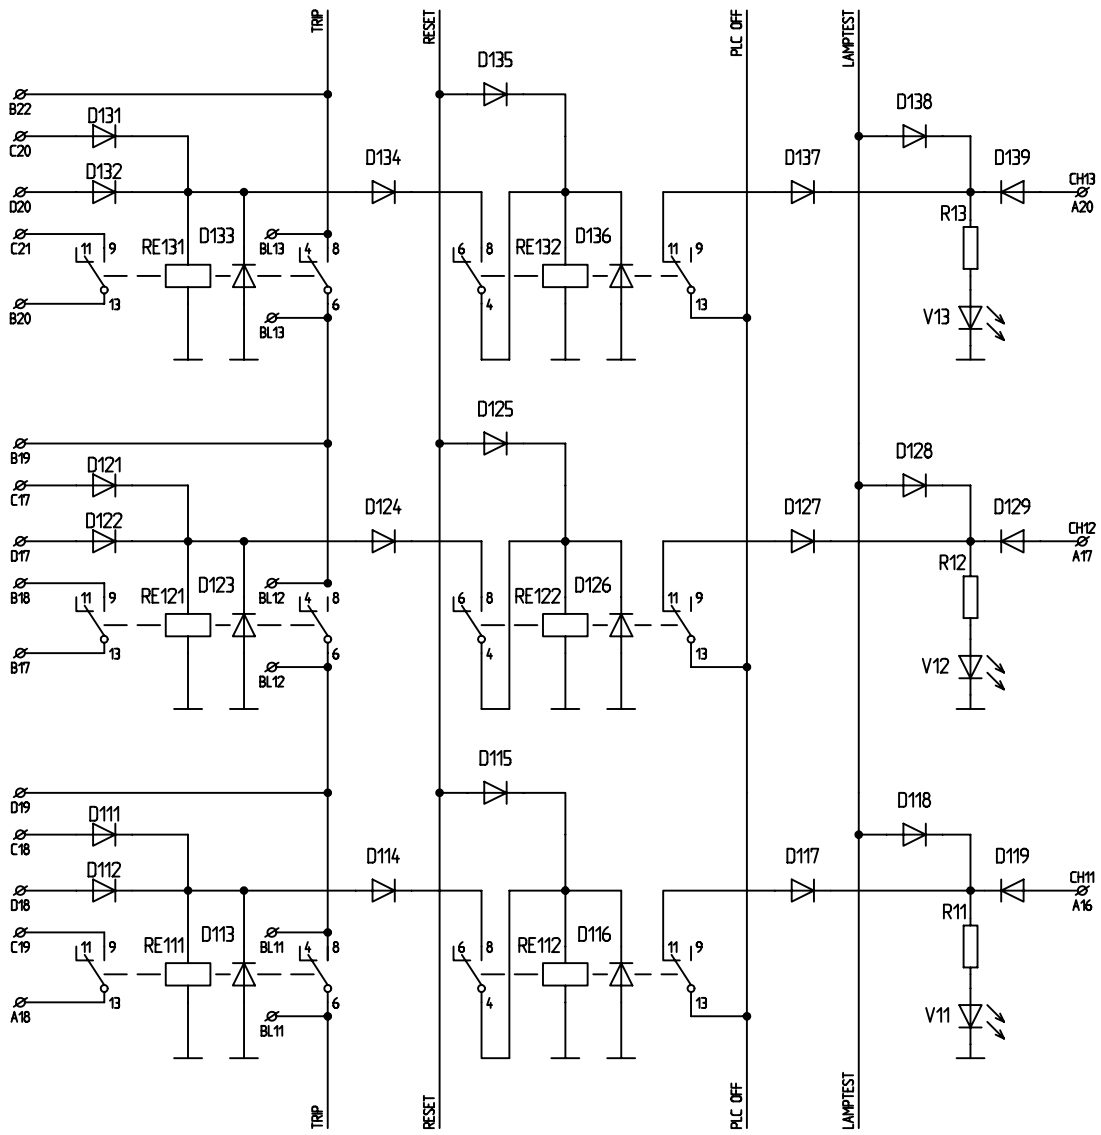 TRIP
RESET
PLC OFF
LAMPTEST
D135
B22
D131
D138
C20
D132
D134
D137
D139
CH13
D20
A20
R13
C21
11 9
RE131
D133
BL13
4 8
6 8
RE132
D136
11 9
B20
13
6
4
13
V13
BL13
D125
B19
D121
D128
C17
D122
D124
D127
D129
CH12
D17
A17
R12
B18
11 9
RE121
D123
BL12
4 8
6 8
RE122
D126
11 9
B17
13
6
4
13
V12
BL12
D115
D19
D111
D118
C18
D112
D114
D117
D119
CH11
D18
A16
R11
C19
11 9
RE111
D113
BL11
4 8
6 8
RE112
D116
11 9
A18
13
6
4
13
V11
BL11
TRIP
RESET
PLC OFF
LAMPTEST